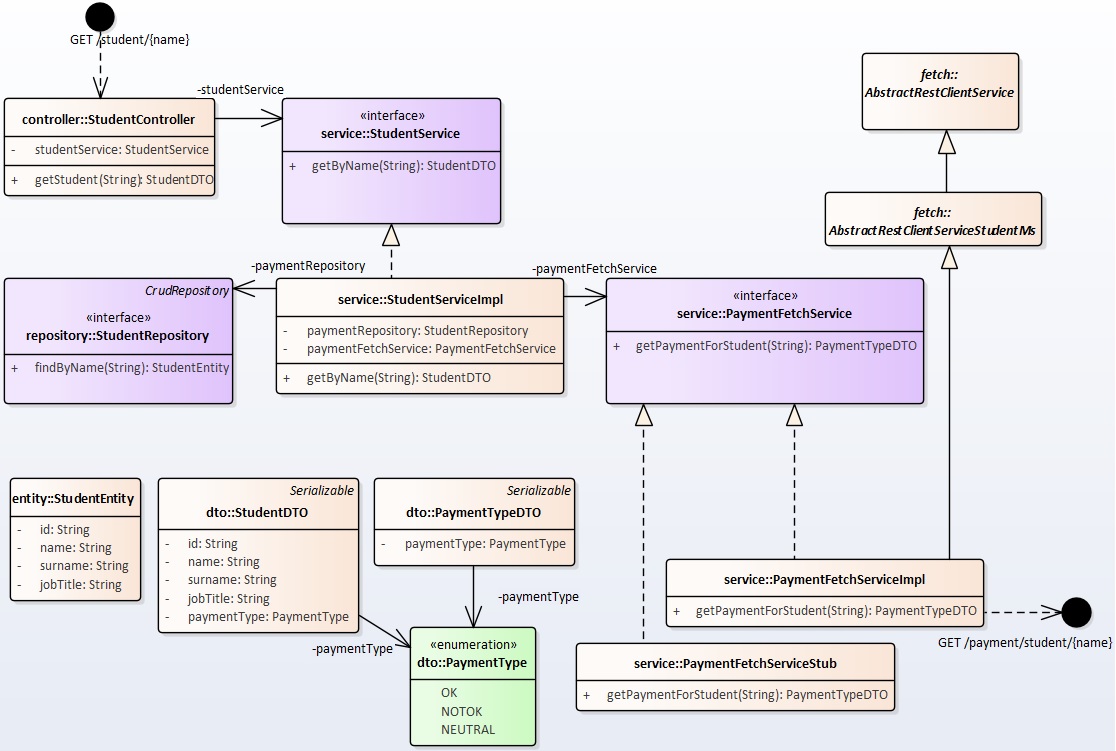 GET /student/{name}
controller::StudentController
- studentService: StudentService
+ getStudent(String): StudentDTO
-studentService
«interface»
service::StudentService
+ getByName(String): StudentDTO
fetch::
AbstractRestClientService
fetch::
AbstractRestClientServiceStudentMs
-paymentRepository
-paymentFetchService
CrudRepository
«interface»
repository::StudentRepository
+ findByName(String): StudentEntity
service::StudentServiceImpl
- paymentRepository: StudentRepository
- paymentFetchService: PaymentFetchService
+ getByName(String): StudentDTO
«interface»
service::PaymentFetchService
+ getPaymentForStudent(String): PaymentTypeDTO
entity::StudentEntity
- id: String
- name: String
- surname: String
- jobTitle: String
Serializable
dto::StudentDTO
- id: String
- name: String
- surname: String
- jobTitle: String
- paymentType: PaymentType
Serializable
dto::PaymentTypeDTO
- paymentType: PaymentType
-paymentType
-paymentType
«enumeration»
dto::PaymentType
OK
NOTOK
NEUTRAL
service::PaymentFetchServiceImpl
+ getPaymentForStudent(String): PaymentTypeDTO
GET /payment/student/{name}
service::PaymentFetchServiceStub
+ getPaymentForStudent(String): PaymentTypeDTO